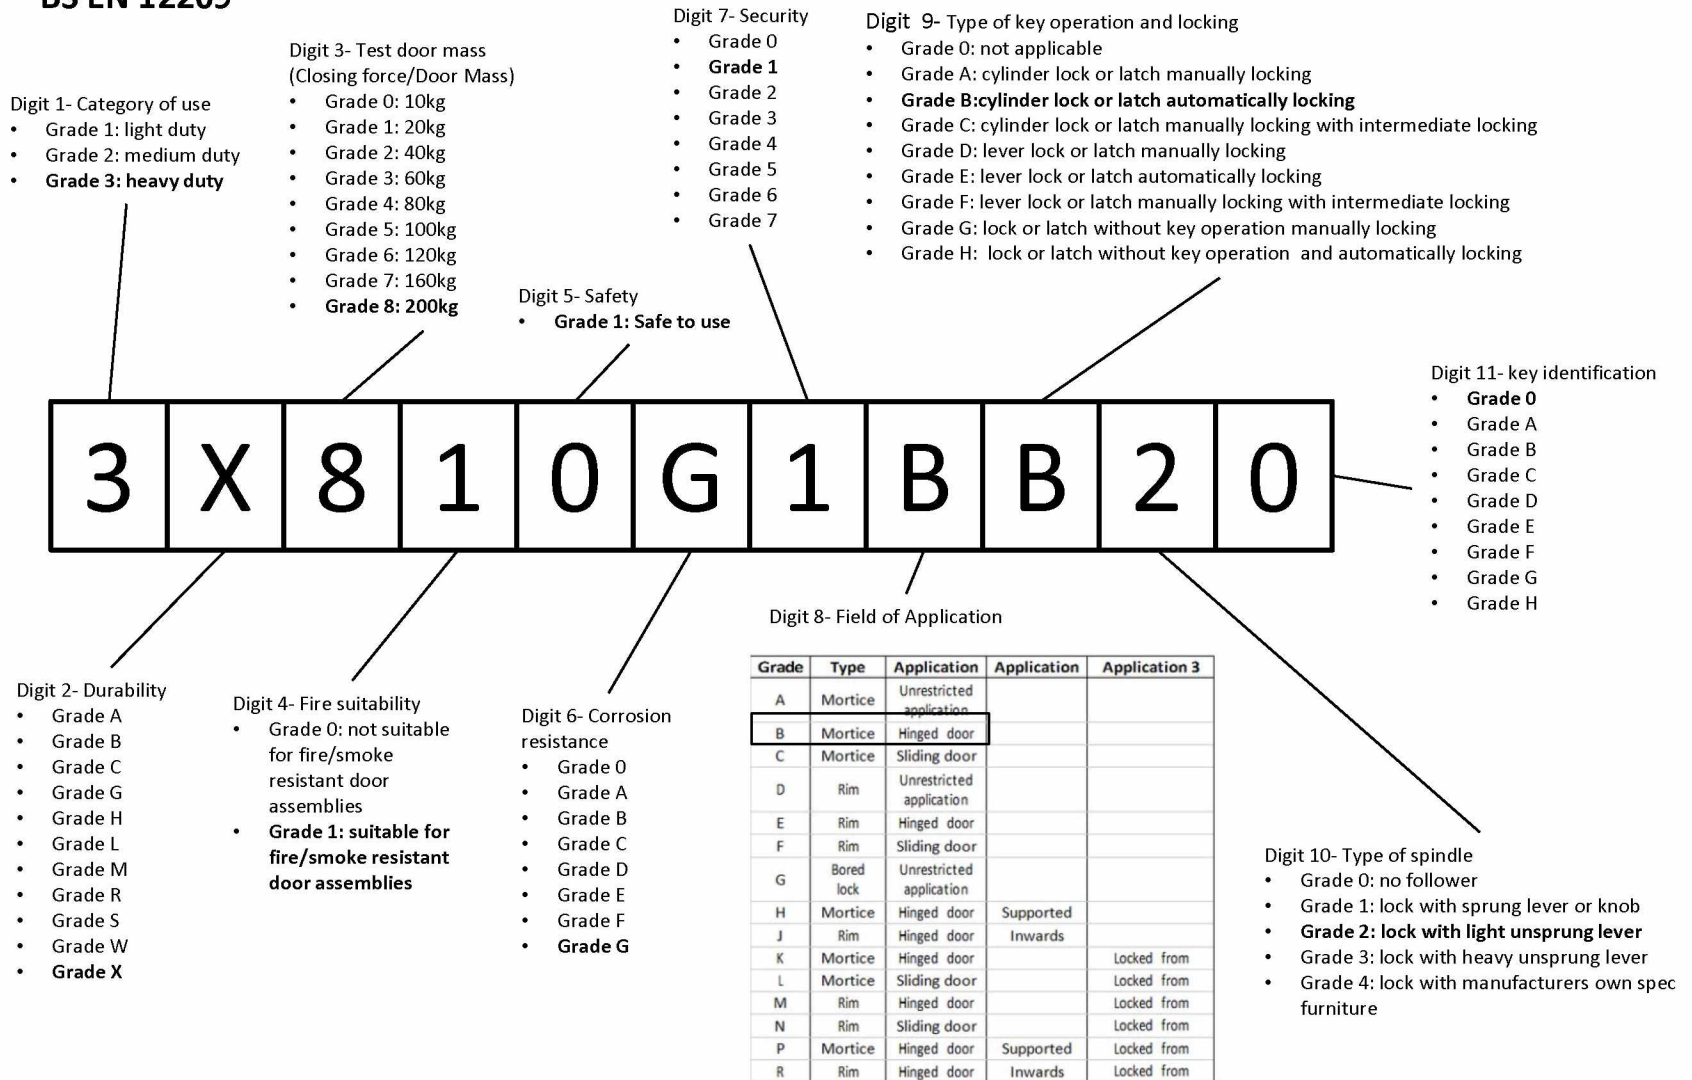 BS EN 12209
Digit 1- Category of use
• Grade 1: light duty
• Grade 2: medium duty
• Grade 3: heavy duty
Digit 3- Test door mass
(Closing force/Door Mass)
• Grade 0: 10kg
• Grade 1: 20kg
• Grade 2: 40kg
• Grade 3: 60kg
• Grade 4: 80kg
• Grade 5: 100kg
• Grade 6: 120kg
• Grade 7: 160kg
• Grade 8: 200kg
Digit 5- Safety
• Grade 1: Safe to use
Digit 7- Security
• Grade 0
• Grade 1
• Grade 2
• Grade 3
• Grade 4
• Grade 5
• Grade 6
• Grade 7
Digit 9- Type of key operation and locking
• Grade 0: not applicable
• Grade A: cylinder lock or latch manually locking
• Grade B:cylinder lock or latch automatically locking
• Grade C: cylinder lock or latch manually locking with intermediate locking
• Grade D: lever lock or latch manually locking
• Grade E: lever lock or latch automatically locking
• Grade F: lever lock or latch manually locking with intermediate locking
• Grade G: lock or latch without key operation manually locking
• Grade H: lock or latch without key operation and automatically locking
Digit 11- key identification
• Grade 0
• Grade A
• Grade B
• Grade C
• Grade D
• Grade E
• Grade F
• Grade G
• Grade H
3 X 8 1 0 G 1 B B 2 0
Digit 2- Durability
• Grade A
• Grade B
• Grade C
• Grade G
• Grade H
• Grade L
• Grade M
• Grade R
• Grade S
• Grade W
• Grade X
Digit 4- Fire suitability
• Grade 0: not suitable
for fire/smoke
resistant door
assemblies
• Grade 1: suitable for
fire/smoke resistant
door assemblies
Digit 6- Corrosion
resistance
• Grade 0
• Grade A
• Grade B
• Grade C
• Grade D
• Grade E
• Grade F
• Grade G
Digit 8- Field of Application
Grade Type Application Application Application 3
A Mortice Unrestricted
application
B Mortice Hinged door
C Mortice Sliding door
D Rim Unrestricted
application
E Rim Hinged door
F Rim Sliding door
G Bored Unrestricted
lock application
H Mortice Hinged door Supported
J Rim Hinged door Inwards
K Mortice Hinged door Locked from
L Mortice Sliding door Locked from
M Rim Hinged door Locked from
N Rim Sliding door Locked from
P Mortice Hinged door Supported Locked from
R Rim Hinged door Inwards Locked from
Digit 10- Type of spindle
• Grade 0: no follower
• Grade 1: lock with sprung lever or knob
• Grade 2: lock with light unsprung lever
• Grade 3: lock with heavy unsprung lever
• Grade 4: lock with manufacturers own spec
furniture